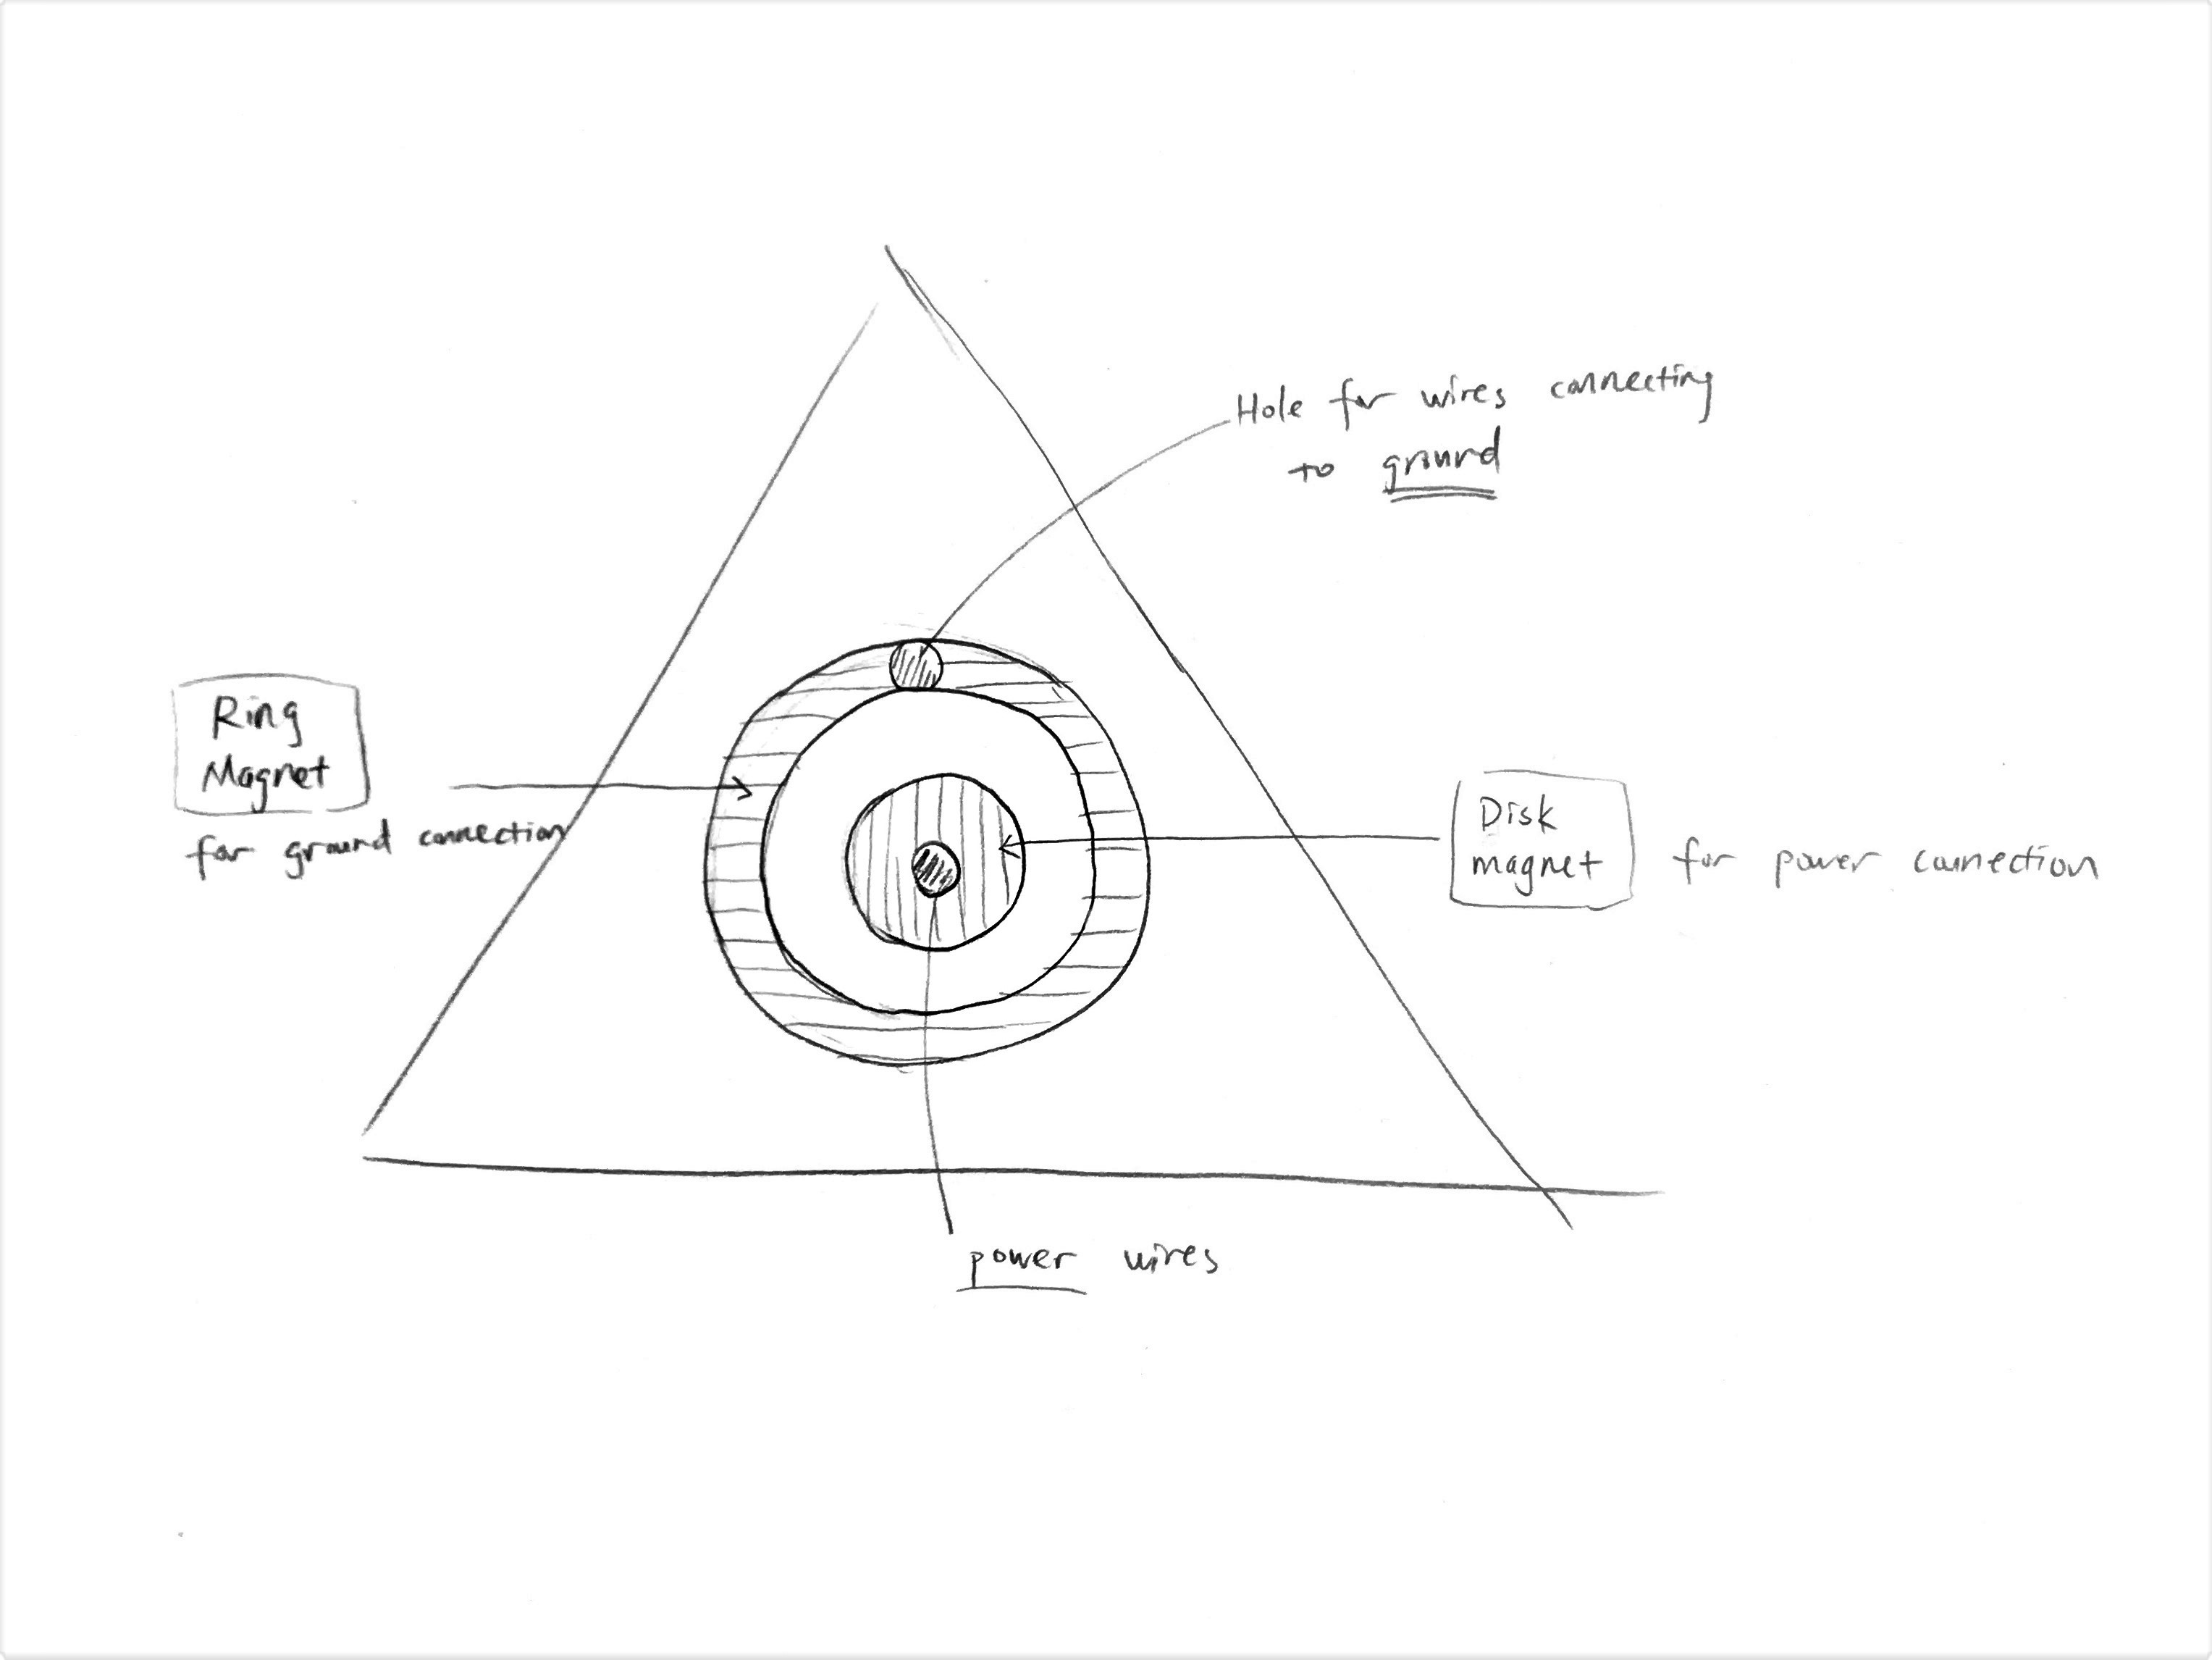 Hole for wires connecting
to ground
Ring
Magnet
for ground connection
Disk
magnet
for power connection
power wires